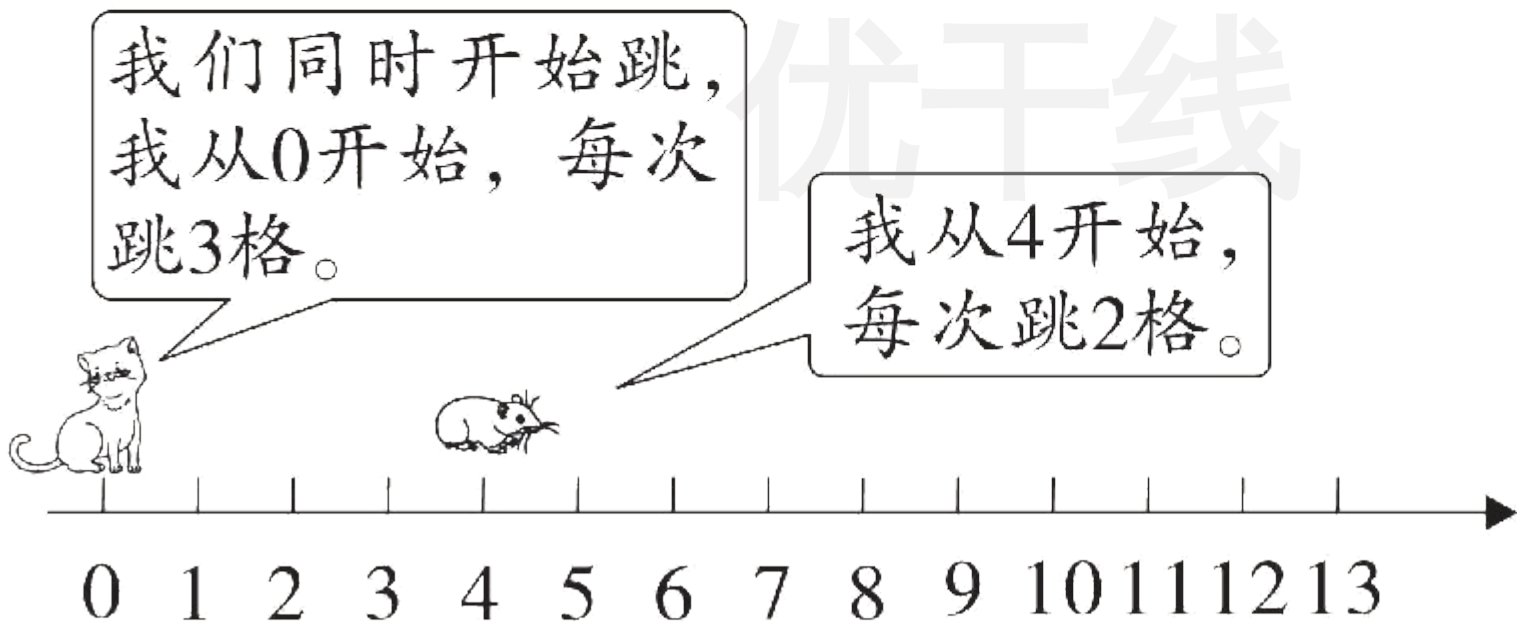 优干线
我们同时开始跳，
我从0开始，每次
跳3格。
我从4开始，
每次跳2格。
0 1 2 3 4 5 6 7 8 9 10 11 12 13